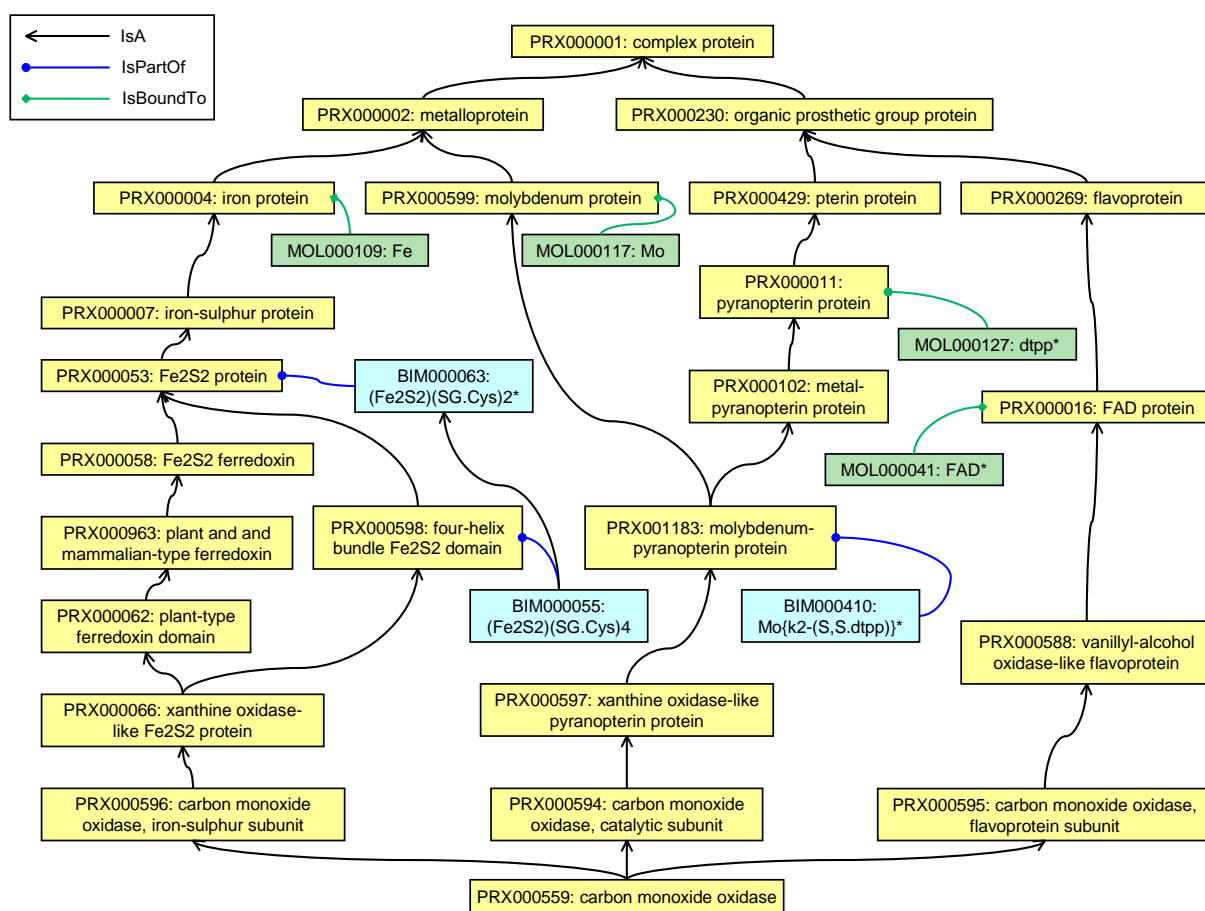 IsA
IsPartOf
IsBoundTo
PRX000001: complex protein
PRX000002: metalloprotein
PRX000230: organic prosthetic group protein
PRX000004: iron protein
PRX000599: molybdenum protein
PRX000429: pterin protein
PRX000269: flavoprotein
MOL000109: Fe
MOL000117: Mo
PRX000011:
pyranopterin protein
PRX000007: iron-sulphur protein
MOL000127: dtpp*
PRX000053: Fe2S2 protein
BIM000063:
(Fe2S2)(SG.Cys)2*
PRX000102: metal-
pyranopterin protein
PRX000016: FAD protein
PRX000058: Fe2S2 ferredoxin
MOL000041: FAD*
PRX000963: plant and and
mammalian-type ferredoxin
PRX000598: four-helix
bundle Fe2S2 domain
PRX001183: molybdenum-
pyranopterin protein
PRX000062: plant-type
ferredoxin domain
BIM000055:
(Fe2S2)(SG.Cys)4
BIM000410:
Mo{k2-(S,S.dtpp)}*
PRX000588: vanillyl-alcohol
oxidase-like flavoprotein
PRX000066: xanthine oxidase-
like Fe2S2 protein
PRX000597: xanthine oxidase-like
pyranopterin protein
PRX000596: carbon monoxide
oxidase, iron-sulphur subunit
PRX000594: carbon monoxide
oxidase, catalytic subunit
PRX000595: carbon monoxide oxidase,
flavoprotein subunit
PRX000559: carbon monoxide oxidase